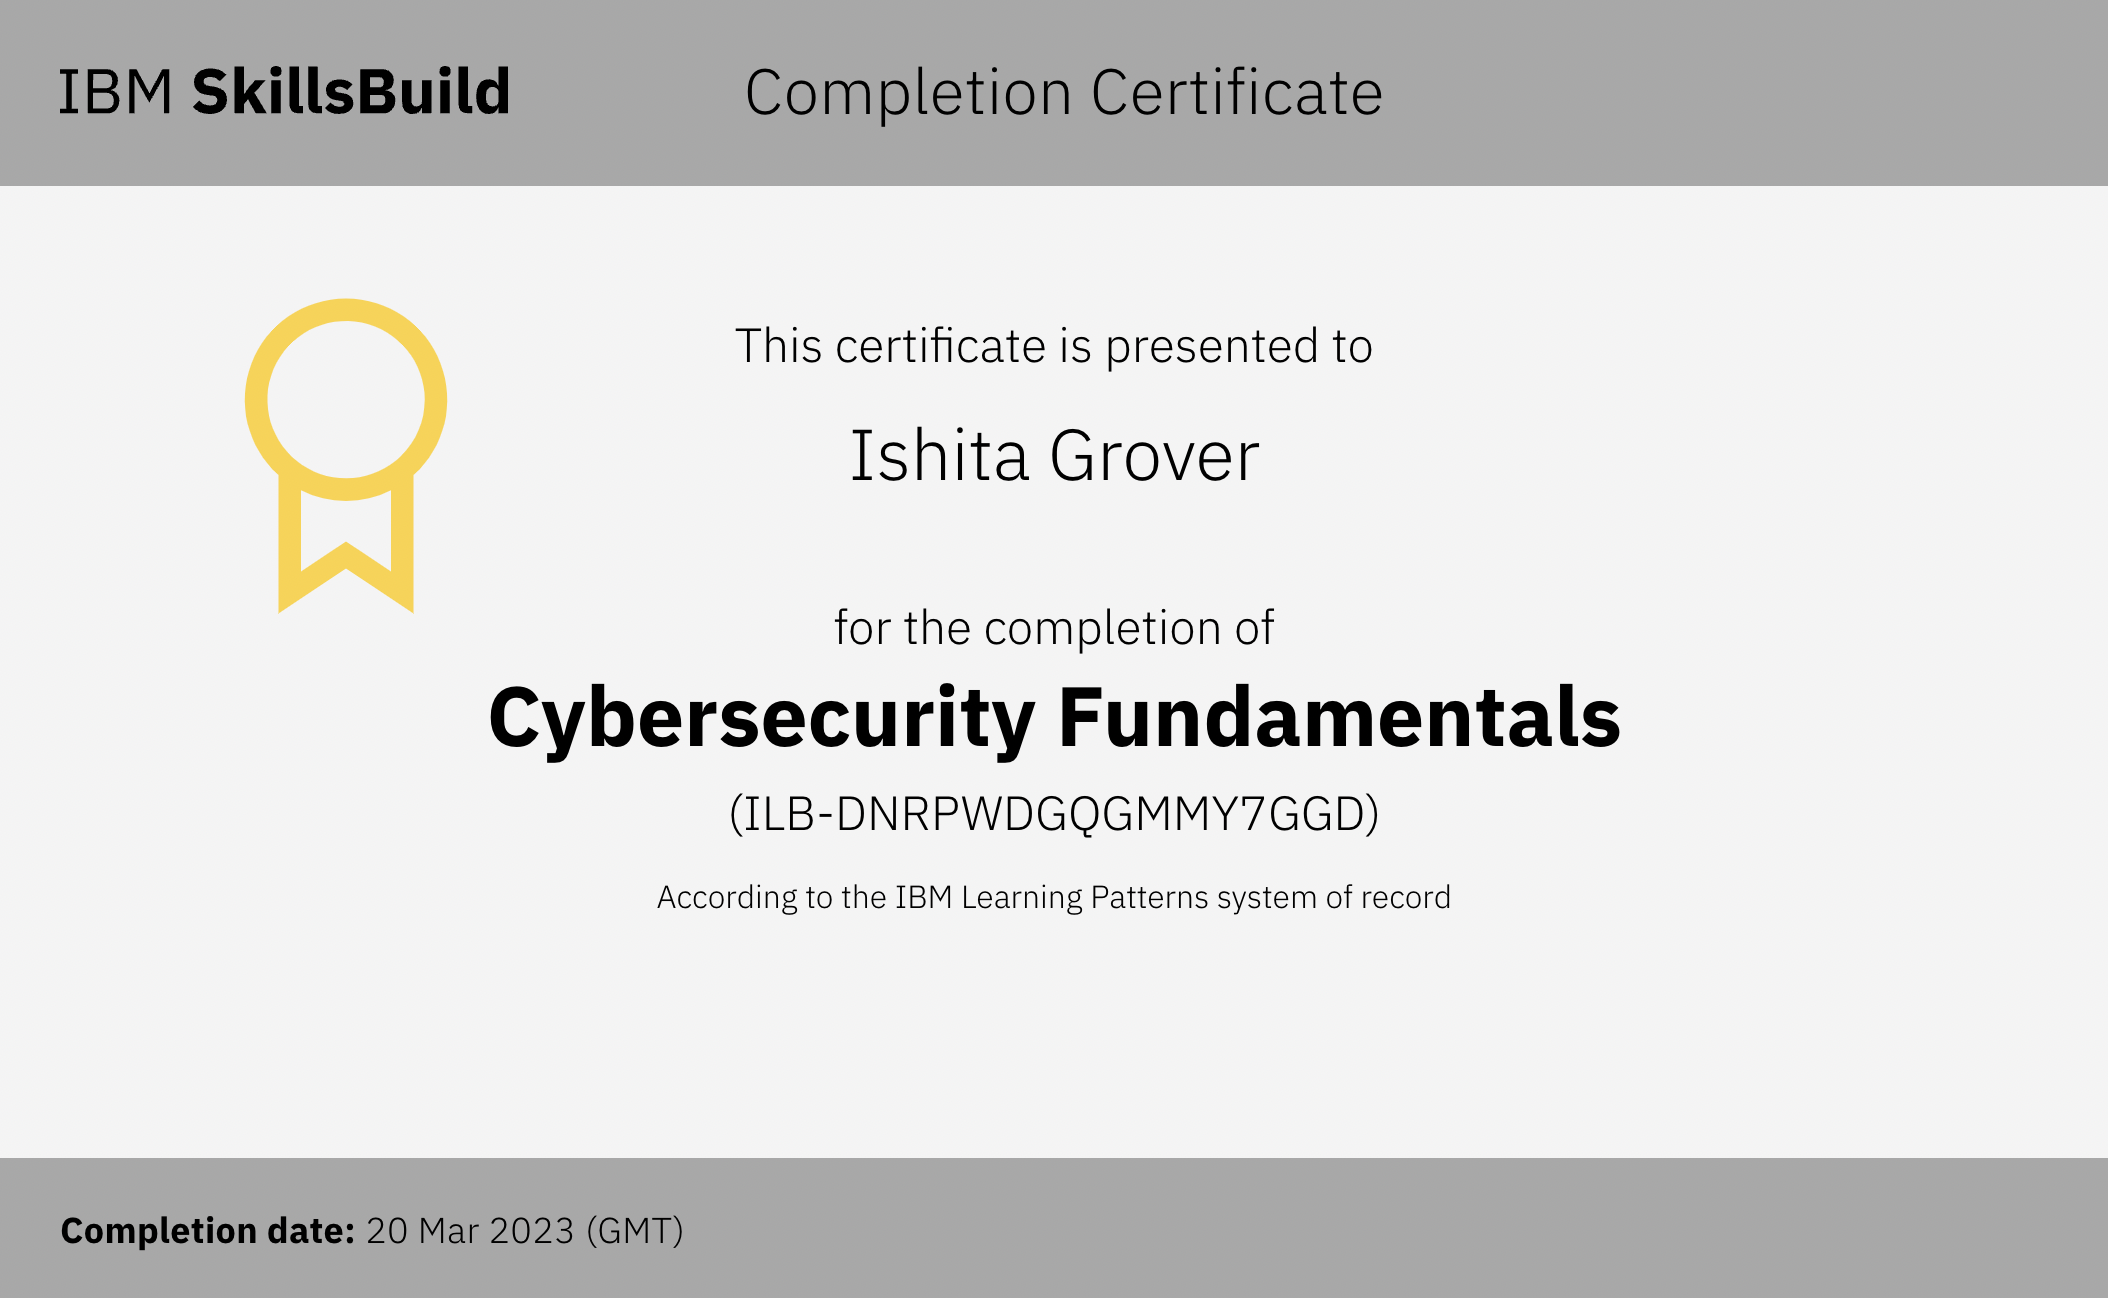 IBM SkillsBuild
Completion Certificate
This certificate is presented to
Ishita Grover
for the completion of
Cybersecurity Fundamentals
(ILB-DNRPWDGQGMMY7GGD)
According to the IBM Learning Patterns system of record
Completion date: 20 Mar 2023 (GMT)